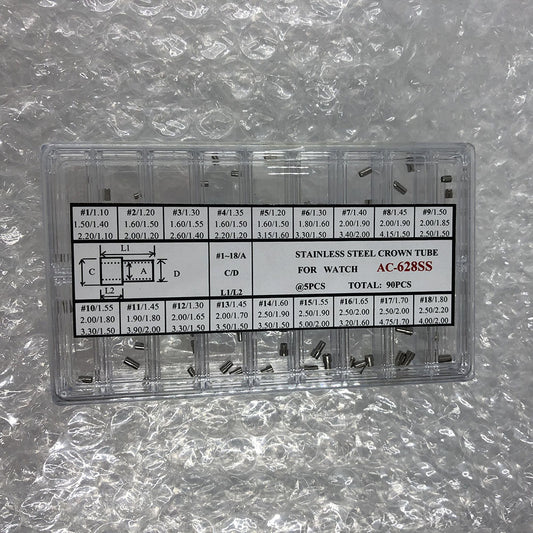 #1/1.10 #2/1.20 #3/1.30 #4/1.35 #5/1.20 #6/1.30 #7/1.40 #8/1.45 #9/1.50
1.50/1.40 1.60/1.50 1.60/1.50 1.60/1.55 1.60/1.50 1.80/1.60 2.00/1.90 2.00/1.90 2.00/1.85
2.20/1.10 2.00/1.20 2.60/1.40 2.20/1.20 3.15/1.60 3.30/1.50 3.40/2.00 4.15/1.50 2.50/1.50
L1
C A D
L2
#1~18/A
C/D
L1/L2
STAINLESS STEEL CROWN TUBE
FOR WATCH AC-628SS
@5PCS TOTAL: 90PCS
#10/1.55 #11/1.45 #12/1.30 #13/1.45 #14/1.60 #15/1.55 #16/1.65 #17/1.70 #18/1.80
2.00/1.80 1.90/1.80 2.00/1.65 2.00/1.70 2.50/1.90 2.50/1.90 2.50/2.00 2.50/2.00 2.50/2.20
3.30/1.50 3.90/2.00 3.30/1.50 3.50/1.50 3.50/1.50 5.00/2.00 3.20/1.60 4.75/1.70 4.00/2.00